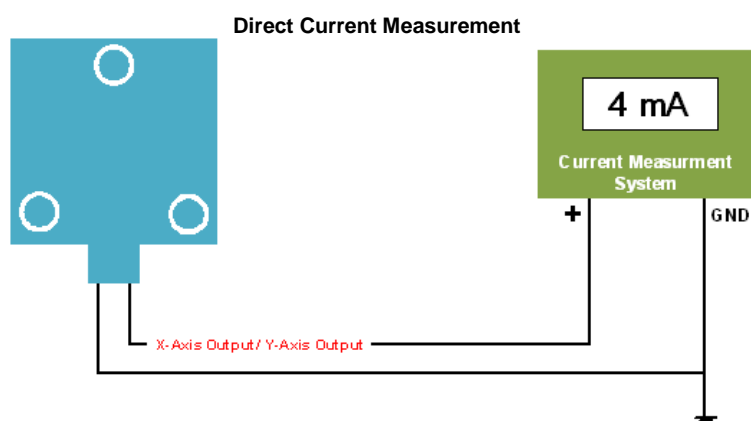 Direct Current Measurement
4 mA
Current Measurment
System
+
GND
X-Axis Output/ Y-Axis Output